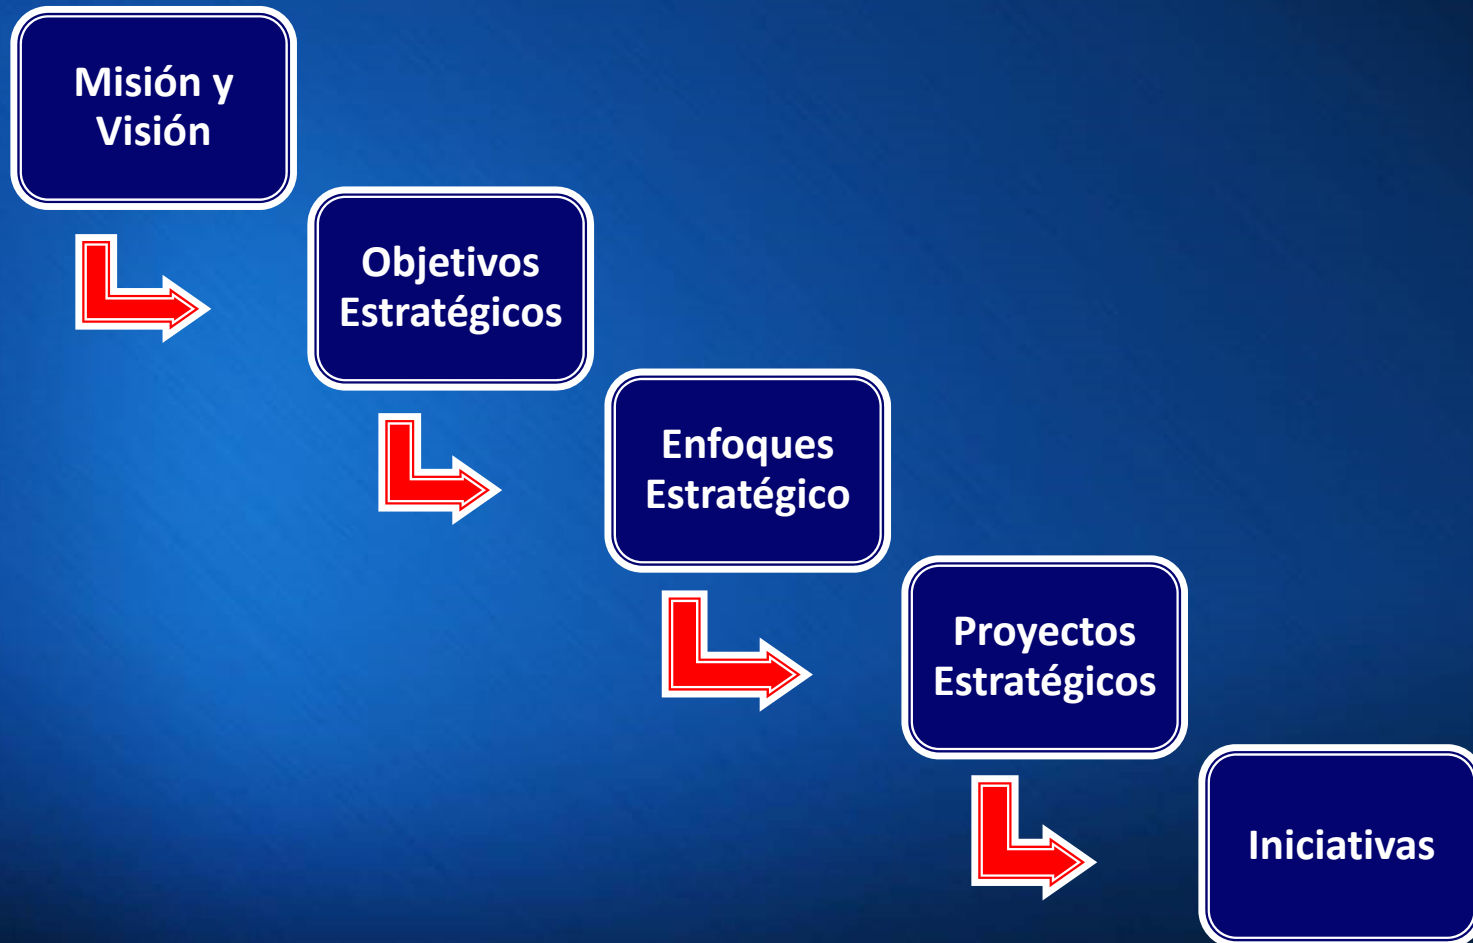 Misión y
Visión
Objetivos
Estratégicos
Enfoques
Estratégico
Proyectos
Estratégicos
Iniciativas